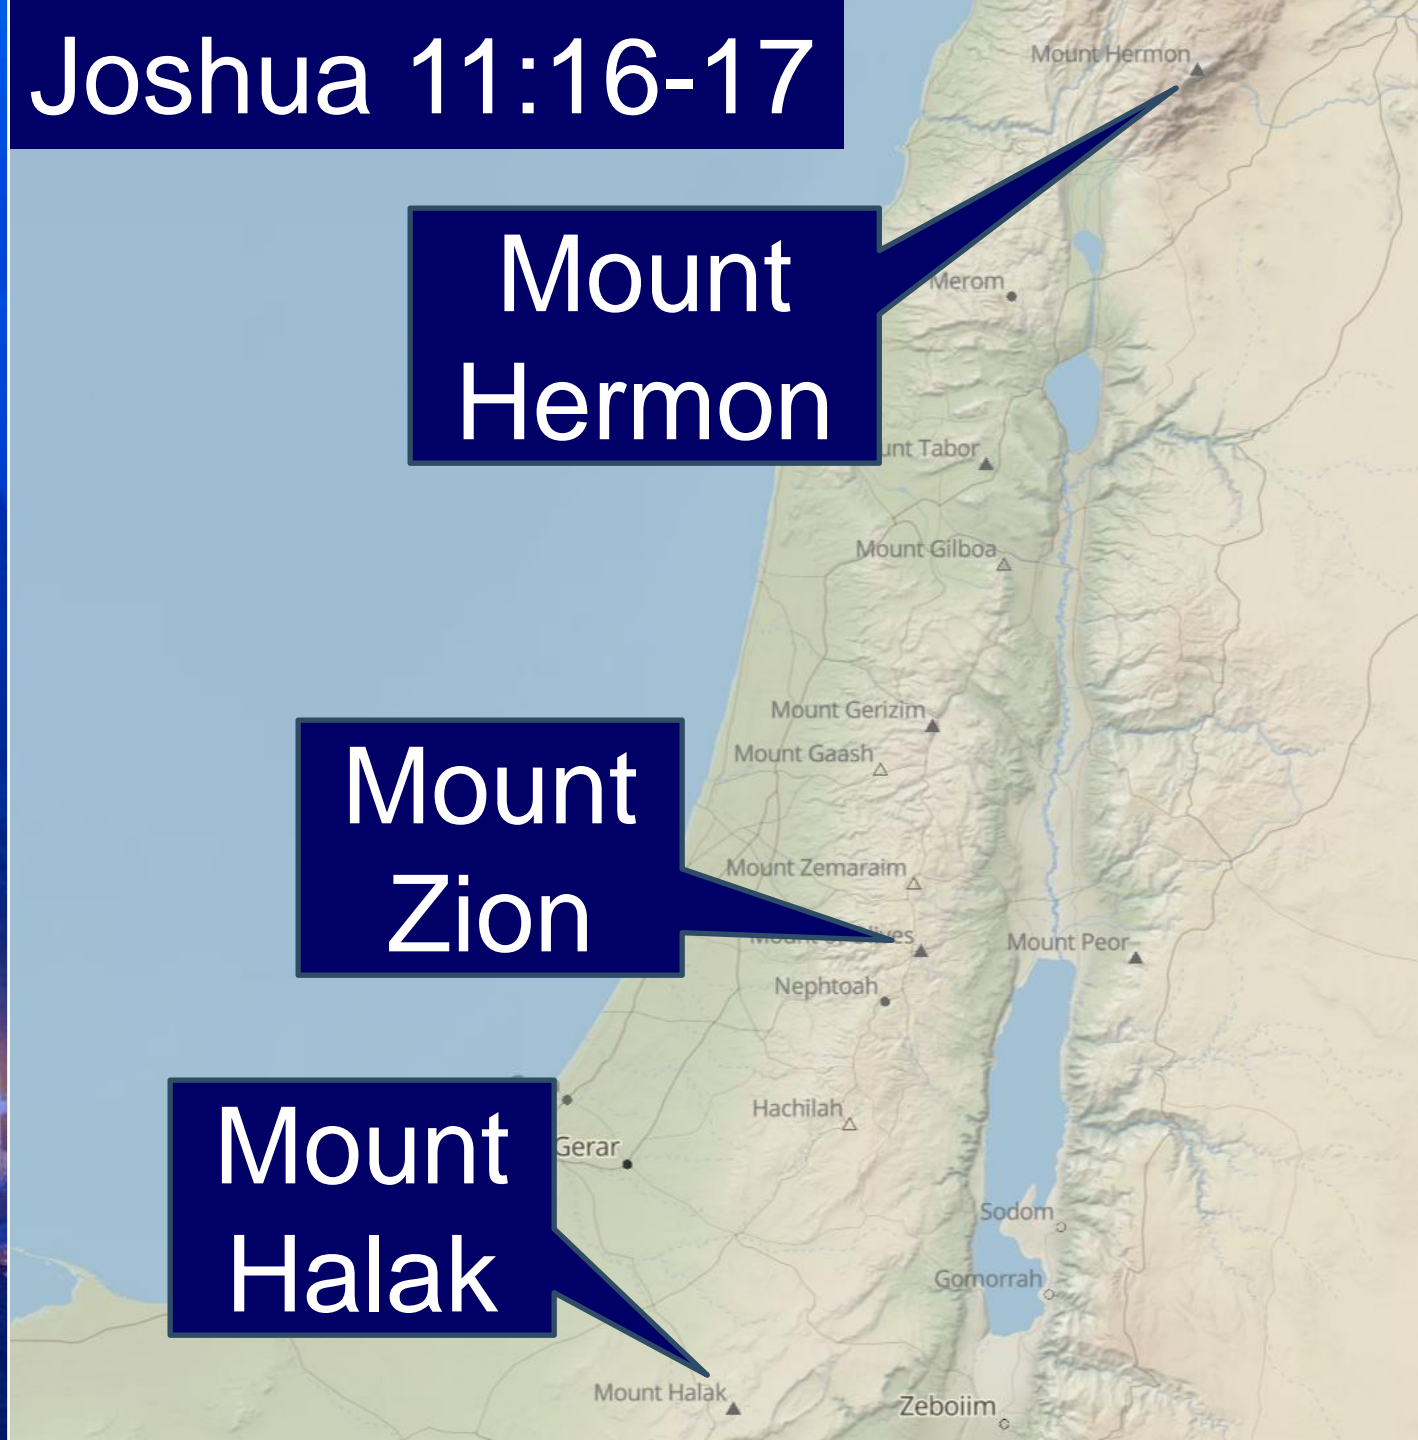 Joshua 11:16-17
Mount Hermon
Mount
Hermon
Merom
Tabor
Mount Gilboa
Mount Gerizim
Mount Gaash
Mount
Zion
Mount Zemaraim
Mount Peor
Nephtoah
Mount
Halak
Hachilah
Gerar
Sodom
Gomorrah
Mount Halak
Zeboiim